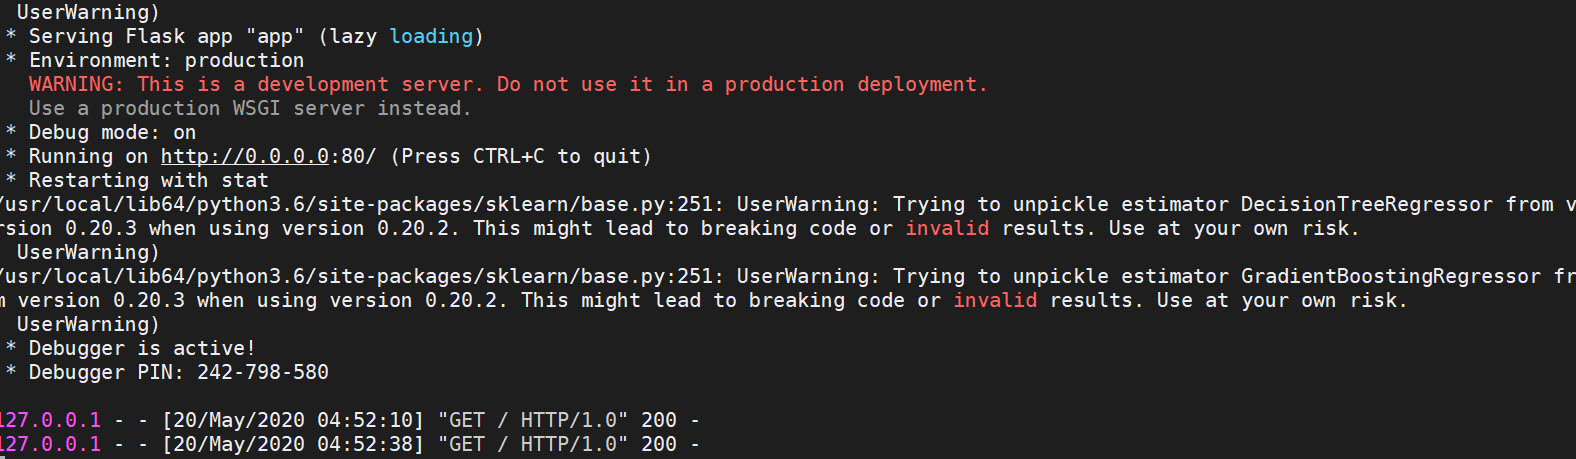 UserWarning)
* Serving Flask app "app" (lazy loading)
* Environment: production
WARNING: This is a development server. Do not use it in a production deployment.
Use a production WSGI server instead.
* Debug mode: on
* Running on http://0.0.0.0:80/ (Press CTRL+C to quit)
* Restarting with stat
/usr/local/lib64/python3.6/site-packages/sklearn/base.py:251: UserWarning: Trying to unpickle estimator DecisionTreeRegressor from v
rsion 0.20.3 when using version 0.20.2. This might lead to breaking code or invalid results. Use at your own risk.
UserWarning)
/usr/local/lib64/python3.6/site-packages/sklearn/base.py:251: UserWarning: Trying to unpickle estimator GradientBoostingRegressor fr
m version 0.20.3 when using version 0.20.2. This might lead to breaking code or invalid results. Use at your own risk.
UserWarning)
* Debugger is active!
* Debugger PIN: 242-798-580
127.0.0.1 - - [20/May/2020 04:52:10] "GET / HTTP/1.0" 200 -
127.0.0.1 - - [20/May/2020 04:52:38] "GET / HTTP/1.0" 200 -